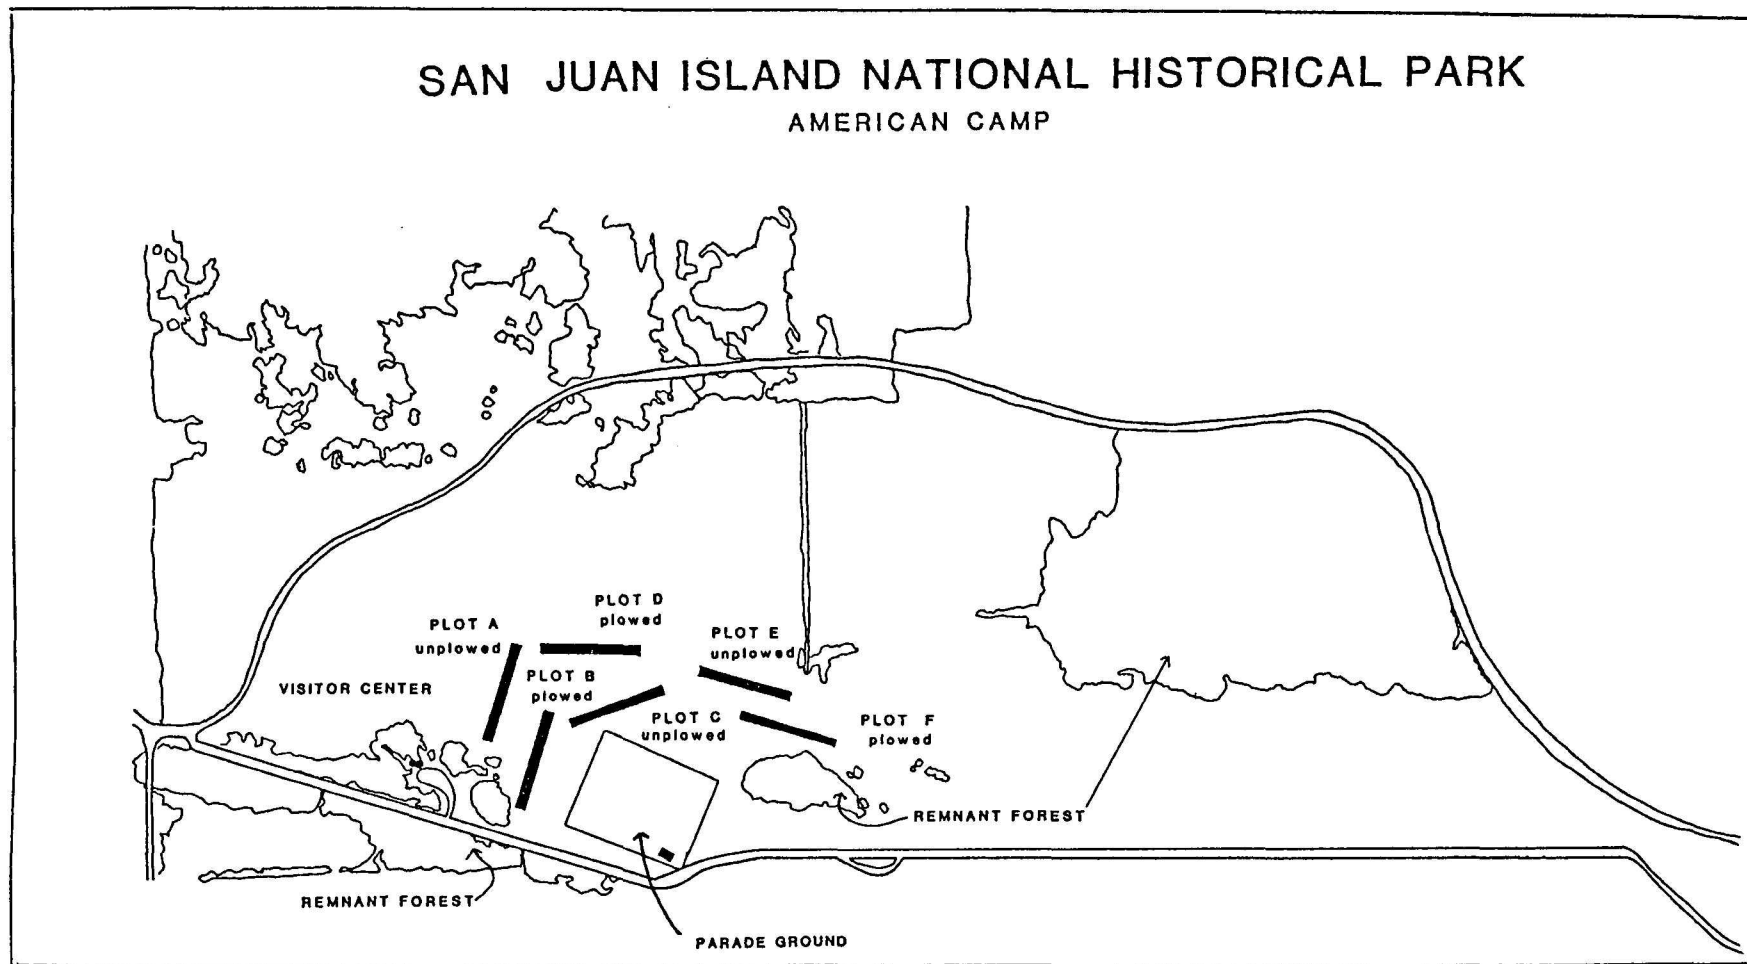 SAN JUAN ISLAND NATIONAL HISTORICAL PARK
AMERICAN CAMP
PLOT D
plowed
PLOT A
unplowed
PLOT E
unplowed
PLOT B
plowed
VISITOR CENTER
PLOT C
unplowed
PLOT F
plowed
REMNANT FOREST
REMNANT FOREST
PARADE GROUND